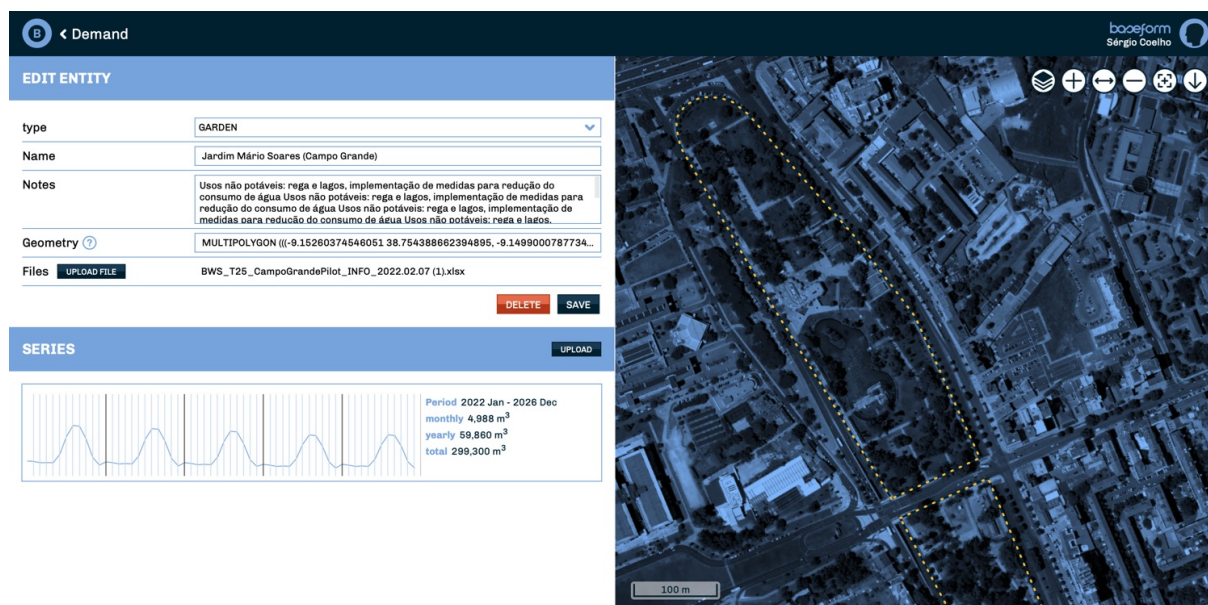 B < Demand
baseform
Sérgio Coelho
EDIT ENTITY
type GARDEN
Name Jardim Mário Soares (Campo Grande)
Notes Usos não potáveis: rega e lagos, implementação de medidas para redução do
consumo de água Usos não potáveis: rega e lagos, implementação de medidas para
redução do consumo de água Usos não potáveis: rega e lagos, implementação de
medidas para redução do consumo de água Usos não potáveis: rega e lagos,
Geometry ? MULTIPOLYGON (((-9.15260374546051 38.754388662394895, -9.1499000787734...
Files UPLOAD FILE BWS_T25_CampoGrandePilot_INFO_2022.02.07 (1).xlsx
DELETE SAVE
SERIES UPLOAD
Period 2022 Jan - 2026 Dec
monthly 4,988 m³
yearly 59,860 m³
total 299,300 m³
100 m